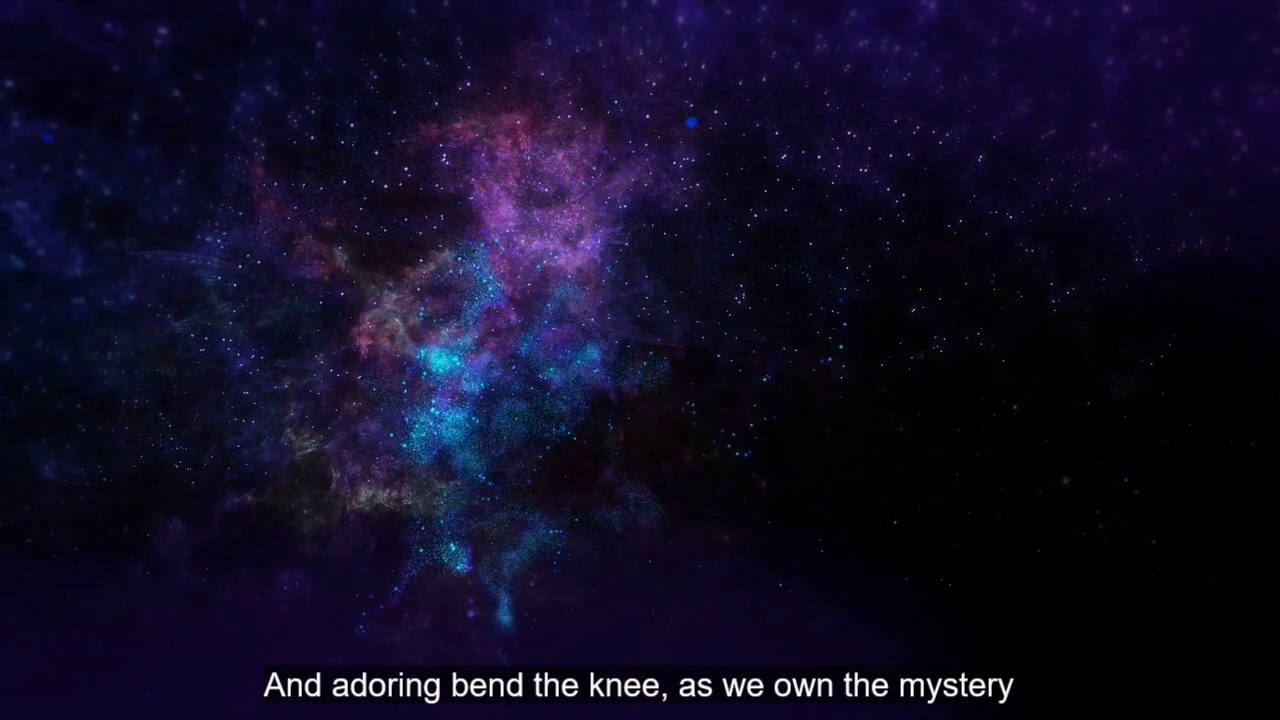 And adoring bend the knee, as we own the mystery